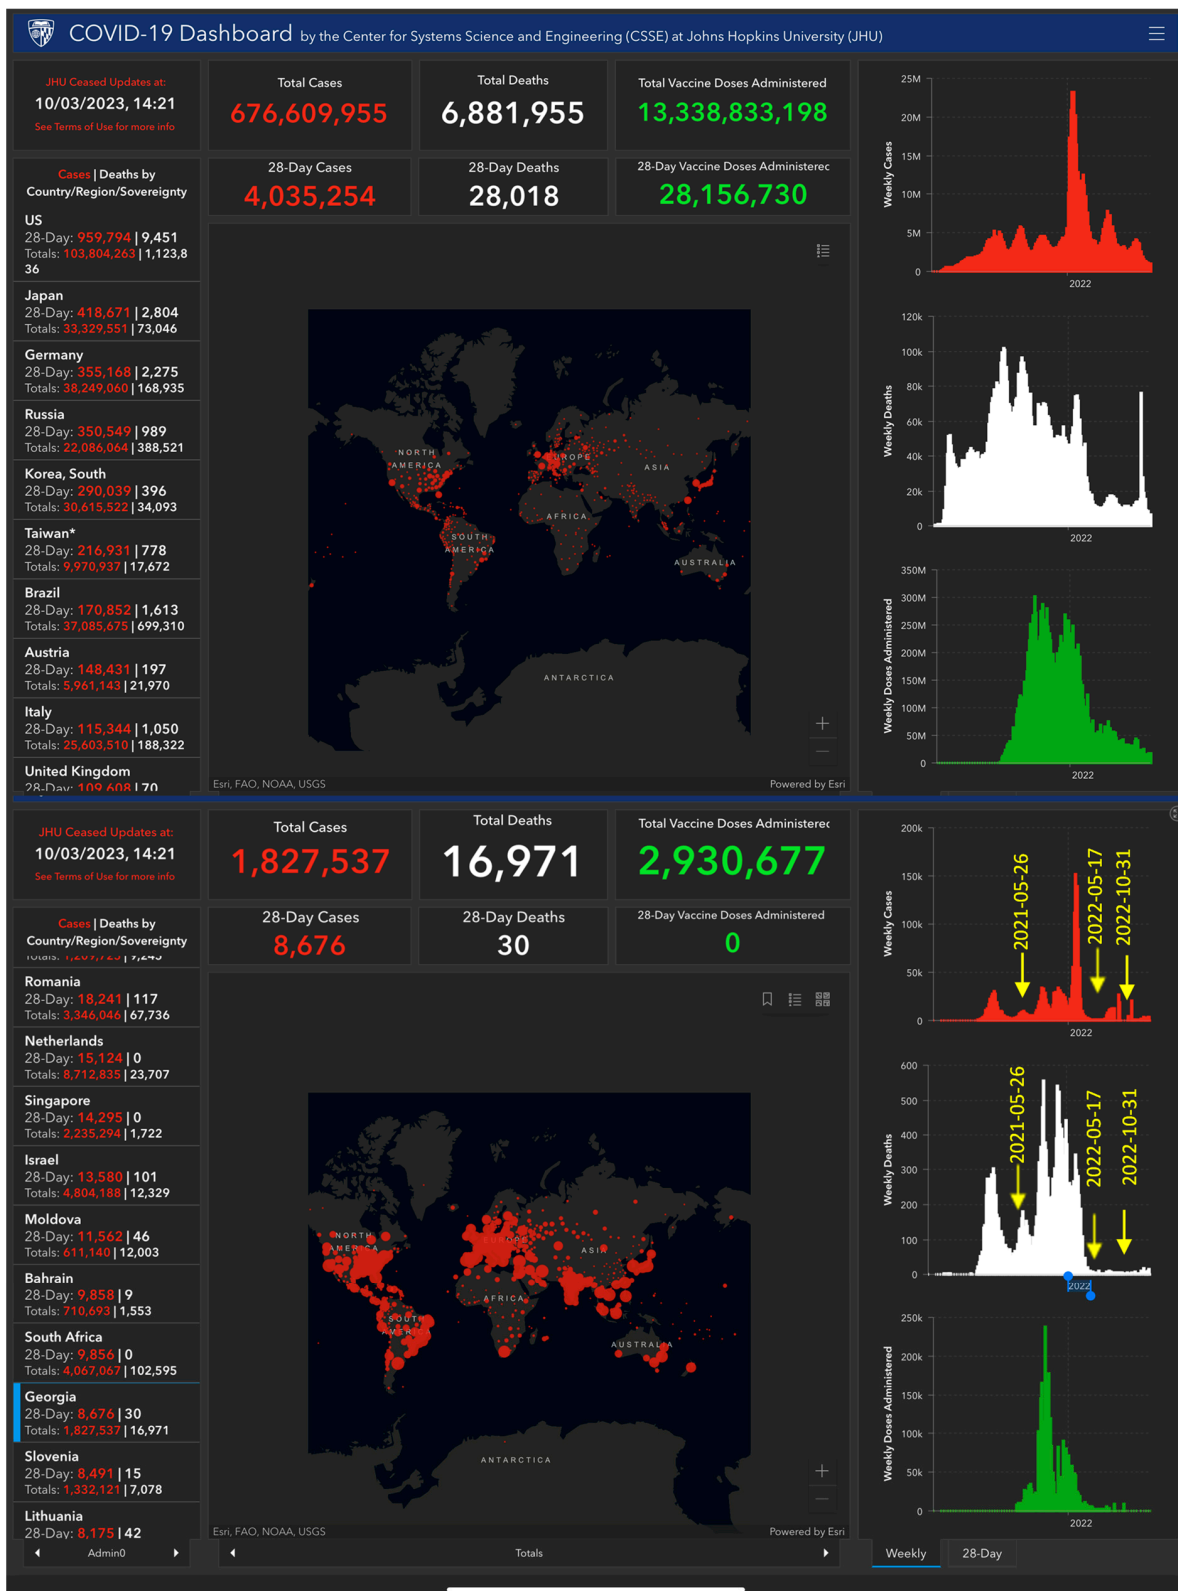 COVID-19 Dashboard by the Center for Systems Science and Engineering (CSSE) at Johns Hopkins University (JHU)
JHU Ceased Updates at:
10/03/2023, 14:21
See Terms of Use for more info
Total Cases
676,609,955
Total Deaths
6,881,955
Total Vaccine Doses Administered
13,338,833,198
28-Day Cases
4,035,254
28-Day Deaths
28,018
28-Day Vaccine Doses Administered
28,156,730
Cases | Deaths by
Country/Region/Sovereignty
US
28-Day: 959,794 | 9,451
Totals: 103,804,263 | 1,123,8
36
Japan
28-Day: 418,671 | 2,804
Totals: 33,329,551 | 73,046
Germany
28-Day: 355,168 | 2,275
Totals: 38,249,060 | 168,935
Russia
28-Day: 350,549 | 989
Totals: 22,086,064 | 388,521
Korea, South
28-Day: 290,039 | 396
Totals: 30,615,522 | 34,093
Taiwan*
28-Day: 216,931 | 778
Totals: 9,970,937 | 17,672
Brazil
28-Day: 170,852 | 1,613
Totals: 37,085,675 | 699,310
Austria
28-Day: 148,431 | 197
Totals: 5,961,143 | 21,970
Italy
28-Day: 115,344 | 1,050
Totals: 25,603,510 | 188,322
United Kingdom
28-Day: 109,608 | 70
NORTH
AMERICA
EUROPE
ASIA
AFRICA
SOUTH
AMERICA
AUSTRALIA
ANTARCTICA
Esri, FAO, NOAA, USGS
Powered by Esri
Weekly Cases
25M
20M
15M
10M
5M
0
2022
Weekly Deaths
120k
100k
80k
60k
40k
20k
0
2022
Weekly Doses Administered
350M
300M
250M
200M
150M
100M
50M
0
2022
JHU Ceased Updates at:
10/03/2023, 14:21
See Terms of Use for more info
Total Cases
1,827,537
Total Deaths
16,971
Total Vaccine Doses Administered
2,930,677
28-Day Cases
8,676
28-Day Deaths
30
28-Day Vaccine Doses Administered
0
Cases | Deaths by
Country/Region/Sovereignty
Romania
28-Day: 18,241 | 117
Totals: 3,346,046 | 67,736
Netherlands
28-Day: 15,124 | 0
Totals: 8,712,835 | 23,707
Singapore
28-Day: 14,295 | 0
Totals: 2,235,294 | 1,722
Israel
28-Day: 13,580 | 101
Totals: 4,804,188 | 12,329
Moldova
28-Day: 11,562 | 46
Totals: 611,140 | 12,003
Bahrain
28-Day: 9,858 | 9
Totals: 710,693 | 1,553
South Africa
28-Day: 9,856 | 0
Totals: 4,067,067 | 102,595
Georgia
28-Day: 8,676 | 30
Totals: 1,827,537 | 16,971
Slovenia
28-Day: 8,491 | 15
Totals: 1,332,121 | 7,078
Lithuania
28-Day: 8,175 | 42
Admin0
NORTH
AMERICA
EUROPE
ASIA
AFRICA
SOUTH
AMERICA
AUSTRALIA
ANTARCTICA
Esri, FAO, NOAA, USGS
Powered by Esri
Totals
Weekly Cases
200k
150k
100k
50k
0
2021-05-26
2022-05-17
2022-10-31
2022
Weekly Deaths
600
500
400
300
200
100
0
2021-05-26
2022-05-17
2022-10-31
2022
Weekly Doses Administered
250k
200k
150k
100k
50k
0
2022
Weekly
28-Day